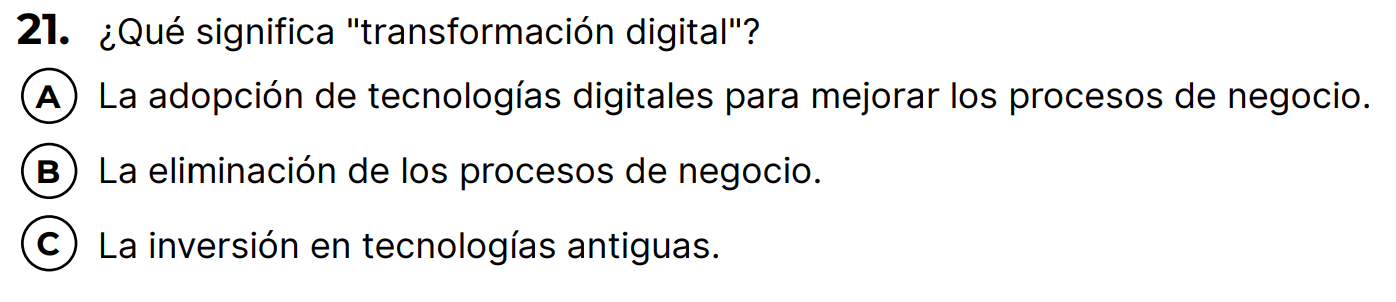 21. ¿Qué significa "transformación digital"?
A La adopción de tecnologías digitales para mejorar los procesos de negocio.
B La eliminación de los procesos de negocio.
C La inversión en tecnologías antiguas.